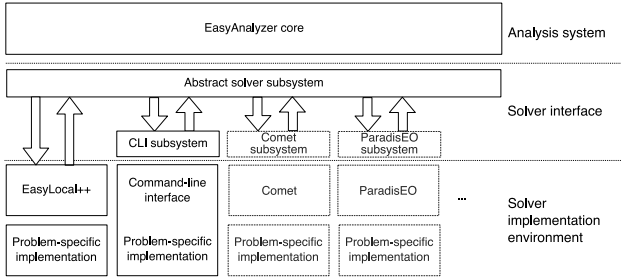 EasyAnalyzer core
Analysis system
Abstract solver subsystem
Solver interface
CLI subsystem
Comet
subsystem
ParadisEO
subsystem
EasyLocal++
Command-line
interface
Comet
ParadisEO
...
Solver
implementation
environment
Problem-specific
implementation
Problem-specific
implementation
Problem-specific
implementation
Problem-specific
implementation